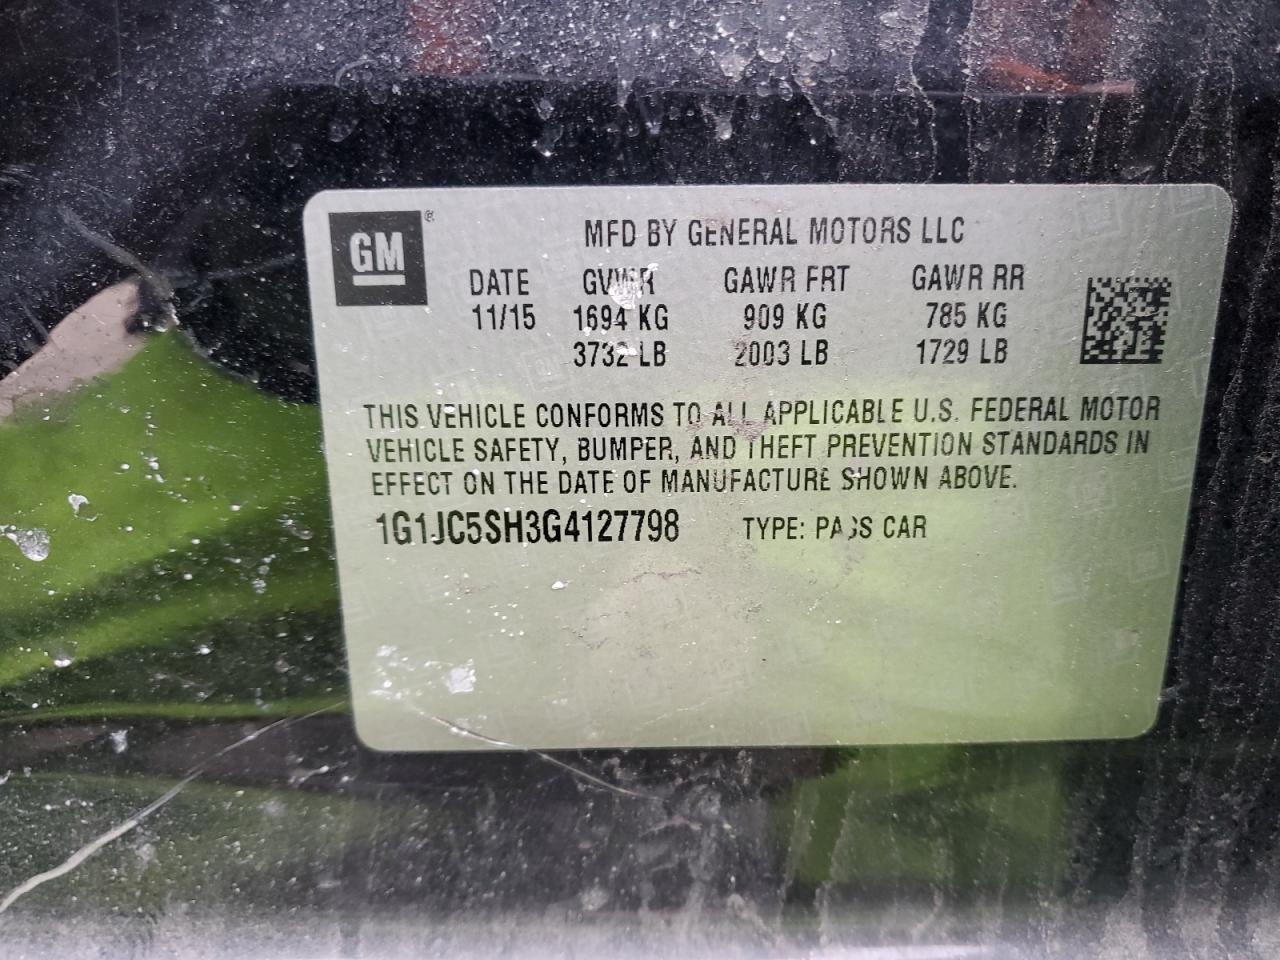 GM®
MFD BY GENERAL MOTORS LLC
DATE GVWR GAWR FRT GAWR RR
11/15 1694 KG 909 KG 785 KG
3732 LB 2003 LB 1729 LB
THIS VEHICLE CONFORMS TO ALL APPLICABLE U.S. FEDERAL MOTOR
VEHICLE SAFETY, BUMPER, AND THEFT PREVENTION STANDARDS IN
EFFECT ON THE DATE OF MANUFACTURE SHOWN ABOVE.
1G1JC5SH3G4127798 TYPE: PASS CAR